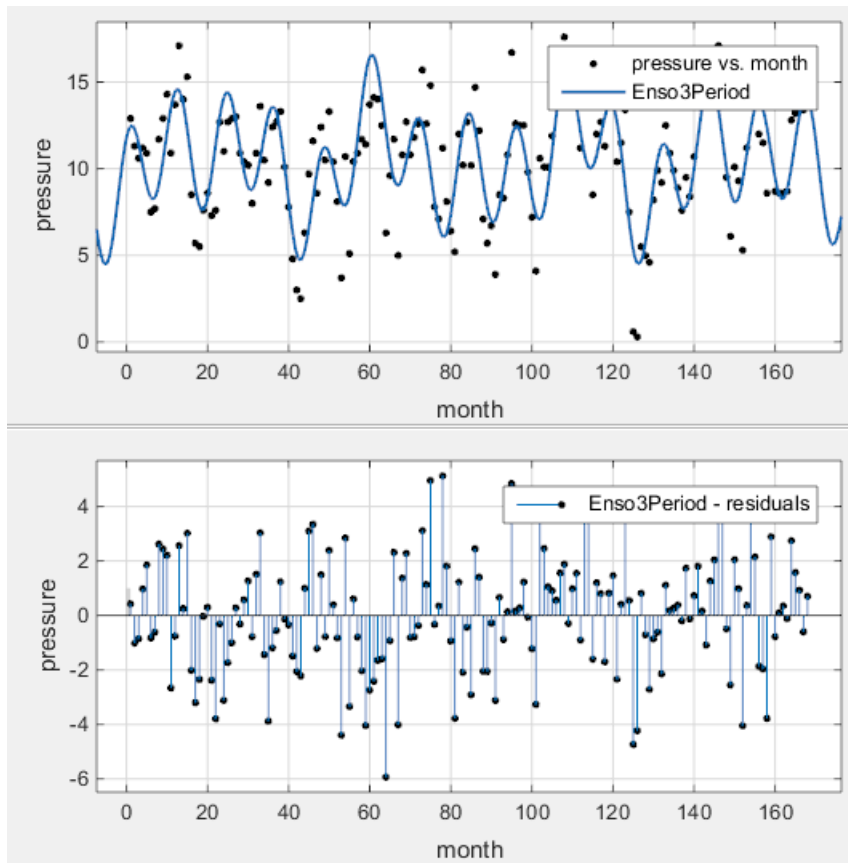 15
10
5
0
pressure
pressure vs. month
Enso3Period
0 20 40 60 80 100 120 140 160
month
4
2
0
-2
-4
-6
pressure
Enso3Period - residuals
0 20 40 60 80 100 120 140 160
month